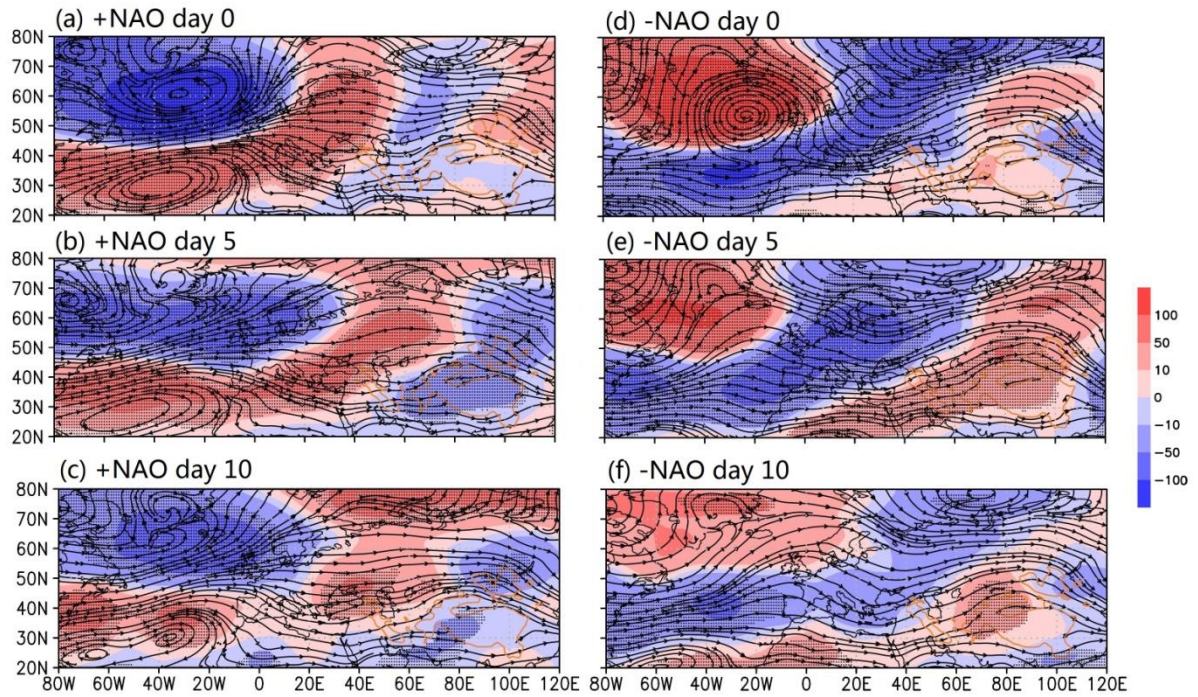 (a) +NAO day 0
80N
70N
60N
50N
40N
30N
20N
(d) -NAO day 0
80N
70N
60N
50N
40N
30N
20N
(b) +NAO day 5
80N
70N
60N
50N
40N
30N
20N
(e) -NAO day 5
80N
70N
60N
50N
40N
30N
20N
100
50
10
0
-10
-50
-100
(c) +NAO day 10
80N
70N
60N
50N
40N
30N
20N
80W 60W 40W 20W 0 20E 40E 60E 80E 100E 120E
(f) -NAO day 10
80N
70N
60N
50N
40N
30N
20N
80W 60W 40W 20W 0 20E 40E 60E 80E 100E 120E